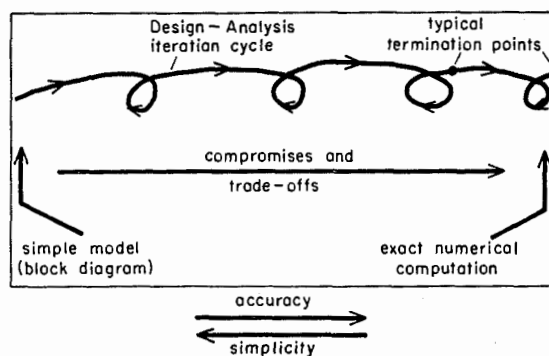 Design-Analysis
iteration cycle
typical
termination points
compromises and
trade-offs
simple model
(block diagram)
exact numerical
computation
accuracy
simplicity